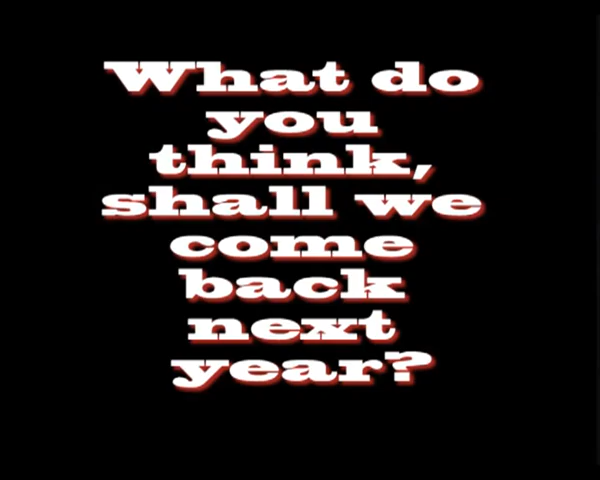 What do
you
think,
shall we
come
back
next
year?